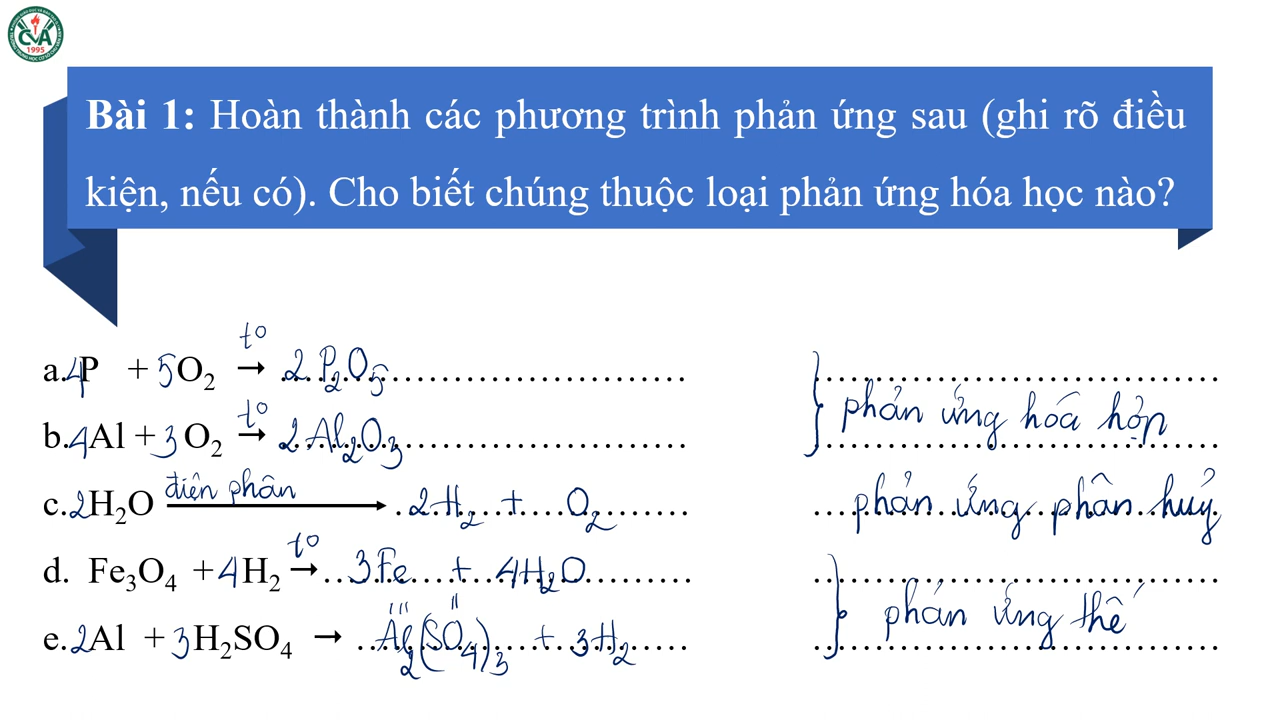 CVA
1995
Bài 1: Hoàn thành các phương trình phản ứng sau (ghi rõ điều
kiện, nếu có). Cho biết chúng thuộc loại phản ứng hóa học nào?
a. 4P + 5O₂ →(t°) 2P₂O₅
b. 4Al + 3O₂ →(t°) 2Al₂O₃
phản ứng hóa hợp
c. 2H₂O →(điện phân) 2H₂ + O₂ phản ứng phân huỷ
d. Fe₃O₄ + 4H₂ →(t°) 3Fe + 4H₂O
e. 2Al + 3H₂SO₄ → Al₂(SO₄)₃ + 3H₂
phản ứng thế